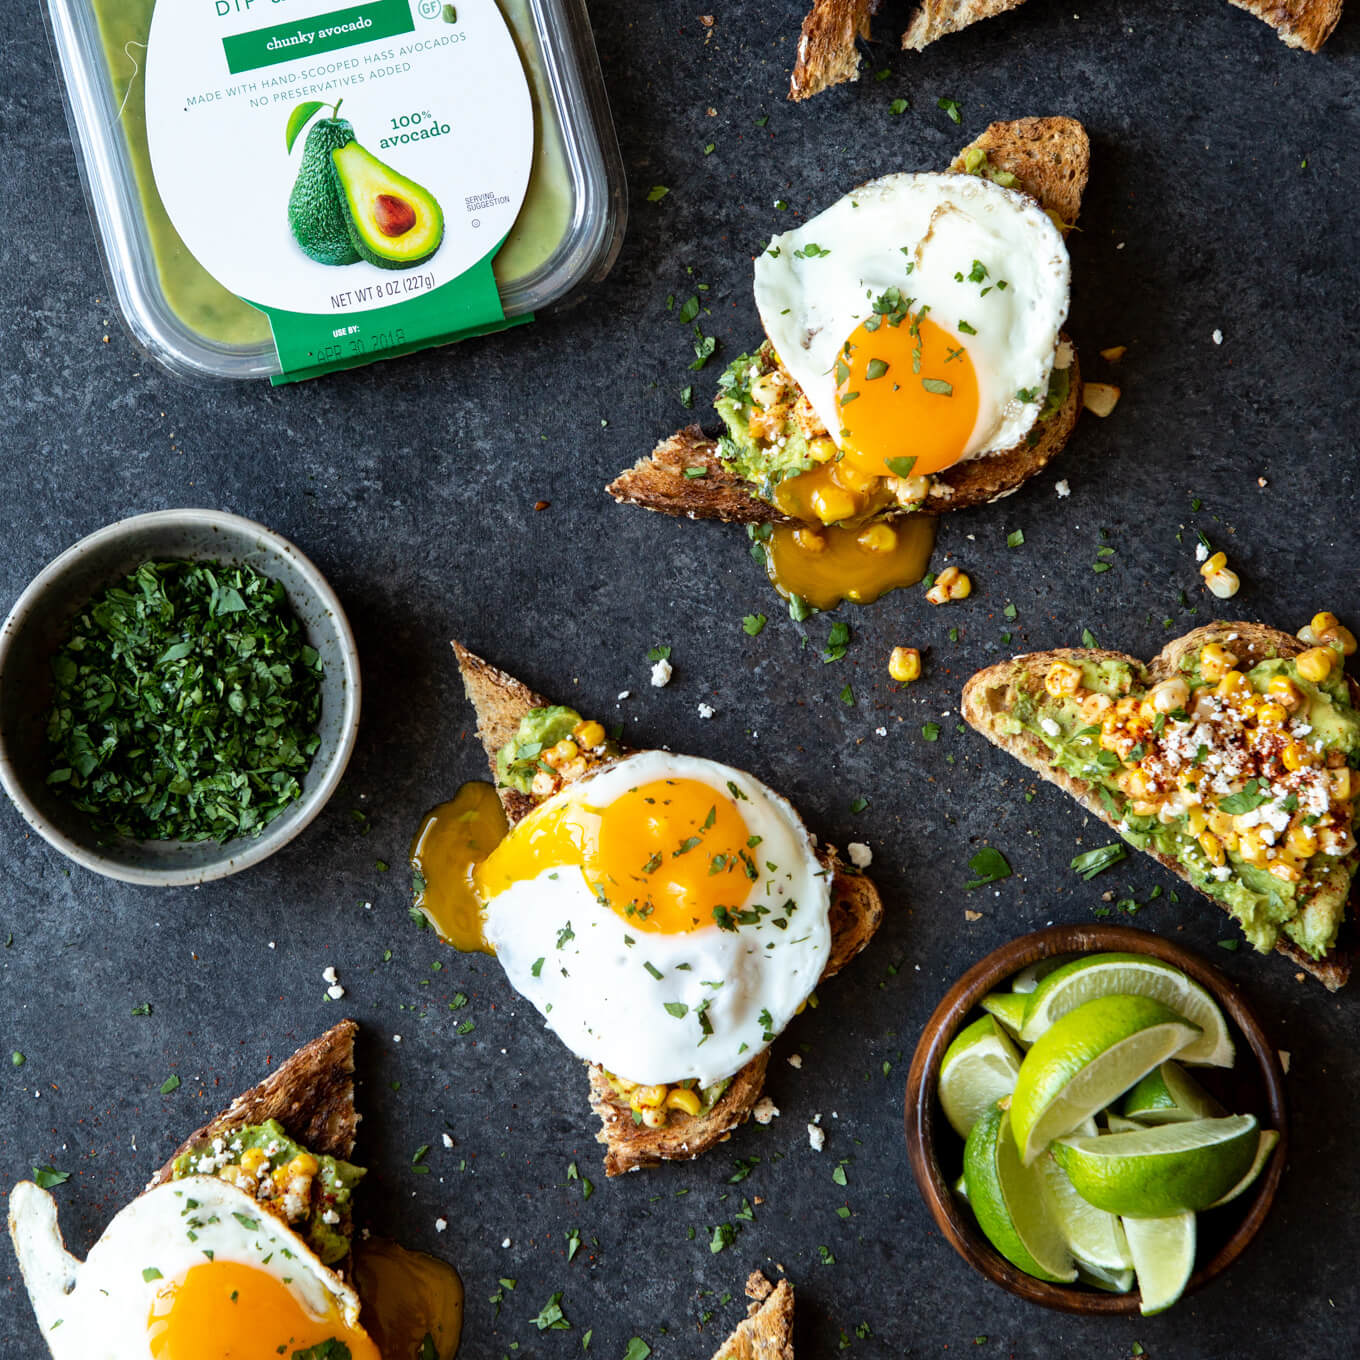 DIP &
GF
chunky avocado
MADE WITH HAND-SCOOPED HASS AVOCADOS
NO PRESERVATIVES ADDED
100%
avocado
SERVING
SUGGESTION
NET WT 8 OZ (227g)
USE BY:
APR 30 2018